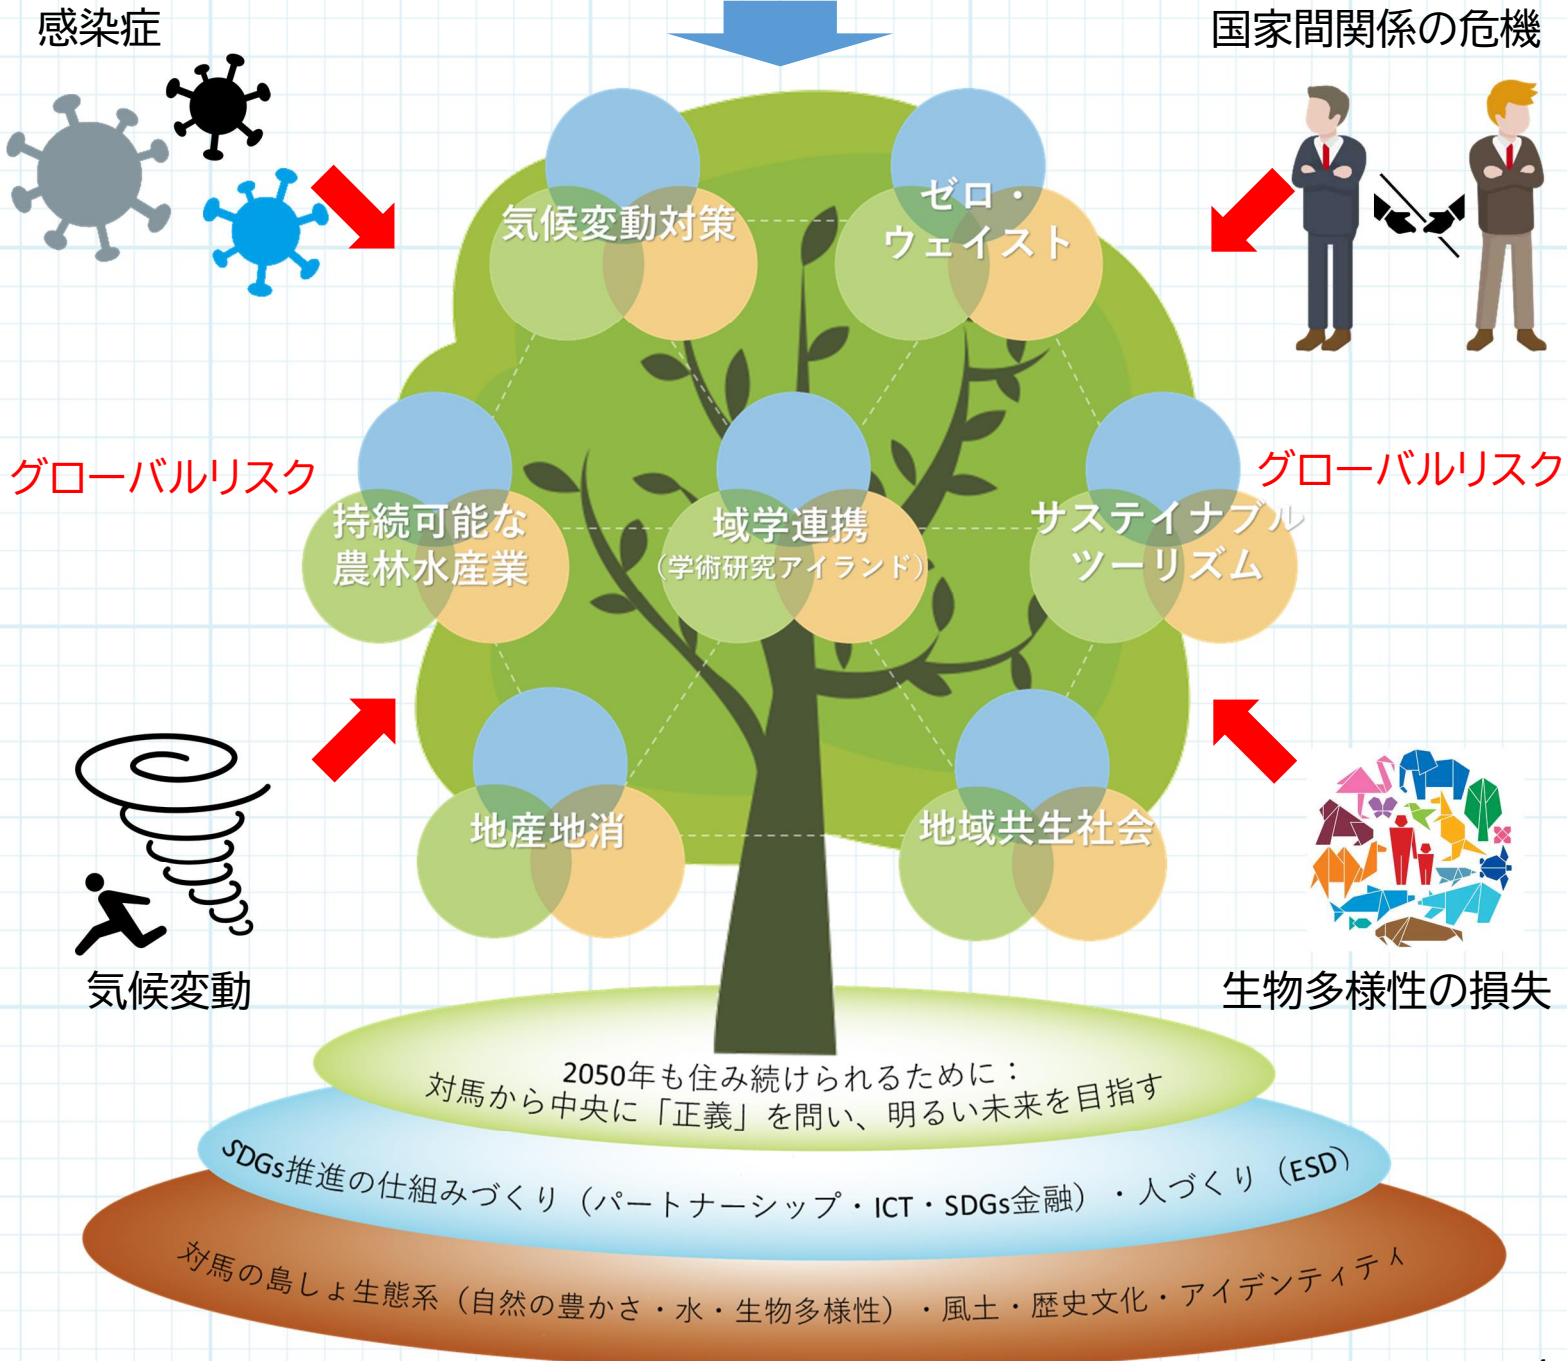 感染症
国家間関係の危機
気候変動対策
ゼロ・
ウェイスト
グローバルリスク
グローバルリスク
持続可能な
農林水産業
域学連携
（学術研究アイランド）
サステイナブル
ツーリズム
地産地消
地域共生社会
気候変動
生物多様性の損失
2050年も住み続けられるために：
対馬から中央に「正義」を問い、明るい未来を目指す
SDGs推進の仕組みづくり（パートナーシップ・ICT・SDGs金融）・人づくり（ESD）
対馬の島しょ生態系（自然の豊かさ・水・生物多様性）・風土・歴史文化・アイデンティティ